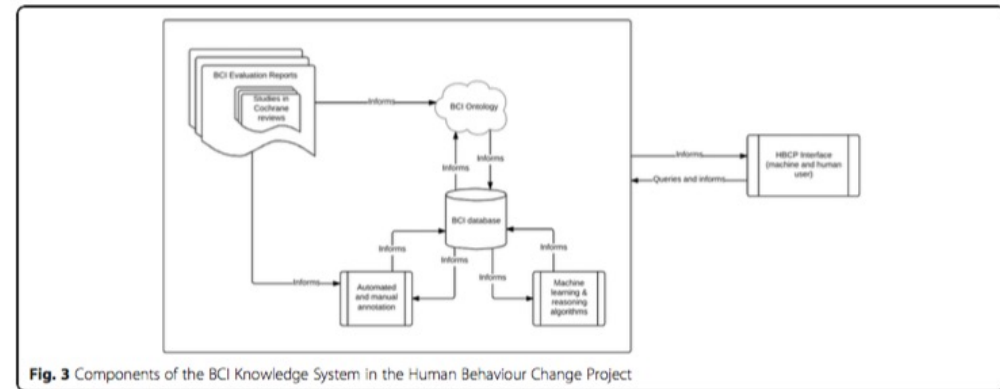 BCI Evaluation Reports
Studies in
Cochrane
reviews
Informs
BCI Ontology
Informs
Informs
Informs
HBCP Interface
(machine and human
user)
Queries and informs
BCI database
Informs
Informs
Informs
Informs
Informs
Automated
and manual
annotation
Machine
learning &
reasoning
algorithms
Fig. 3 Components of the BCI Knowledge System in the Human Behaviour Change Project